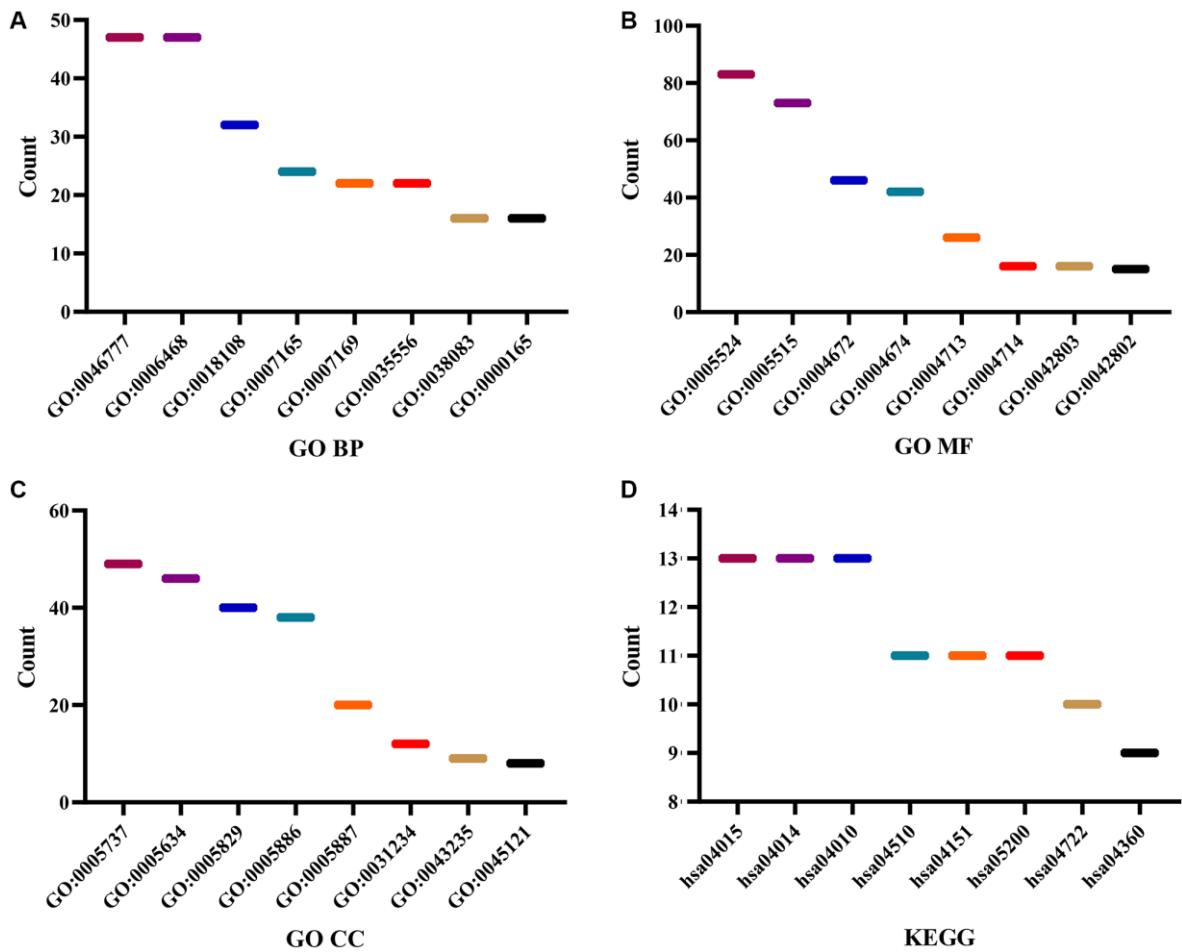 A
50
40
30
20
10
0
Count
GO:0046777
GO:0006468
GO:0018108
GO:0007165
GO:0007169
GO:0035556
GO:0038083
GO:0000165
GO BP
B
100
80
60
40
20
0
Count
GO:0005524
GO:0005515
GO:0004672
GO:0004674
GO:0004713
GO:0004714
GO:0042803
GO:0042802
GO MF
C
60
40
20
0
Count
GO:0005737
GO:0005634
GO:0005829
GO:0005886
GO:0005887
GO:0031234
GO:0043235
GO:0045121
GO CC
D
14
13
12
11
10
9
8
Count
hsa04015
hsa04014
hsa04010
hsa04510
hsa04151
hsa05200
hsa04722
hsa04360
KEGG